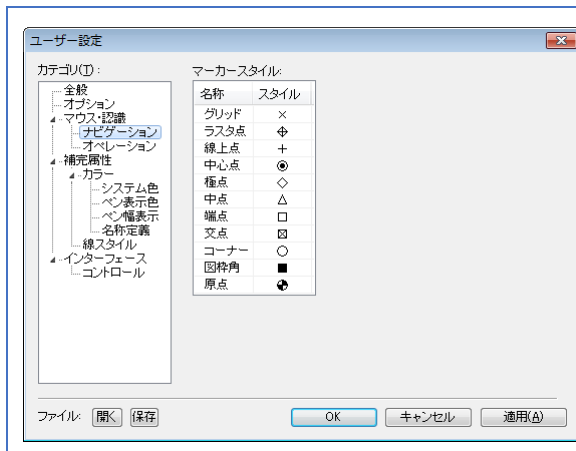 ユーザー設定
カテゴリ(T):
全般
オプション
マウス・認識
ナビゲーション
オペレーション
補完属性
カラー
システム色
ペン表示色
ペン幅表示
名称定義
線スタイル
インターフェース
コントロール
マーカースタイル:
名称 スタイル
グリッド
ラスタ点
線上点
中心点
極点
中点
端点
交点
コーナー
図枠角
原点
ファイル: 開く 保存
OK キャンセル 適用(A)